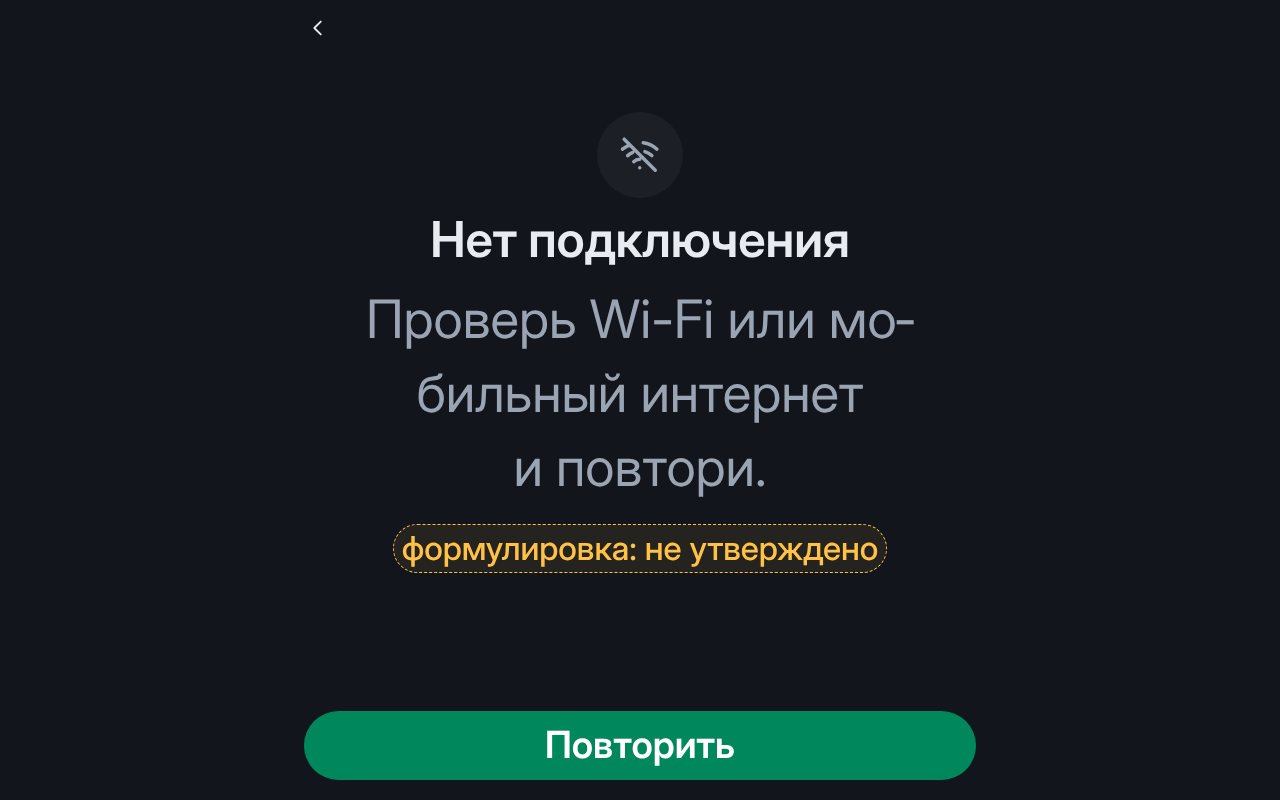 Нет подключения
Проверь Wi-Fi или мо-
бильный интернет
и повтори.
формулировка: не утверждено
Повторить